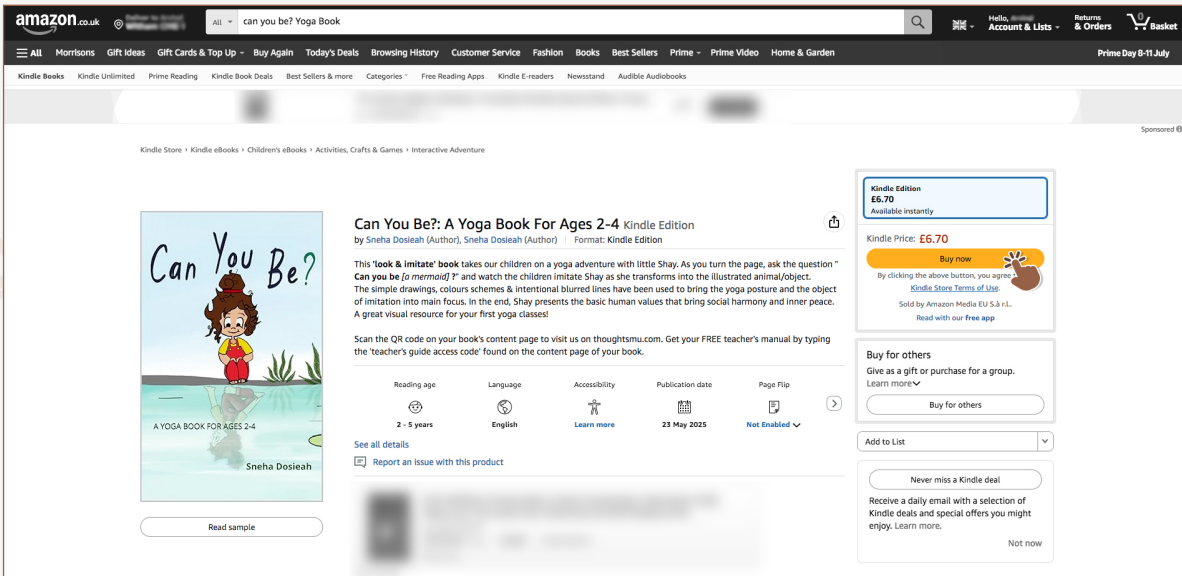 amazon.co.uk
All
can you be? Yoga Book
Hello,
Account & Lists
Returns
& Orders
0
Basket
All
Morrisons
Gift Ideas
Gift Cards & Top Up
Buy Again
Today's Deals
Browsing History
Customer Service
Fashion
Books
Best Sellers
Prime
Prime Video
Home & Garden
Prime Day 8-11 July
Kindle Books
Kindle Unlimited
Prime Reading
Kindle Book Deals
Best Sellers & more
Categories
Free Reading Apps
Kindle E-readers
Newsstand
Audible Audiobooks
Sponsored
Kindle Store › Kindle eBooks › Children's eBooks › Activities, Crafts & Games › Interactive Adventure
Can You Be?
A YOGA BOOK FOR AGES 2-4
Sneha Dosieah
Read sample
Can You Be?: A Yoga Book For Ages 2-4 Kindle Edition
by Sneha Dosieah (Author), Sneha Dosieah (Author) | Format: Kindle Edition
This 'look & imitate' book takes our children on a yoga adventure with little Shay. As you turn the page, ask the question "
Can you be [a mermaid] ?" and watch the children imitate Shay as she transforms into the illustrated animal/object.
The simple drawings, colours schemes & intentional blurred lines have been used to bring the yoga posture and the object
of imitation into main focus. In the end, Shay presents the basic human values that bring social harmony and inner peace.
A great visual resource for your first yoga classes!
Scan the QR code on your book's content page to visit us on thoughtsmu.com. Get your FREE teacher's manual by typing
the 'teacher's guide access code' found on the content page of your book.
Reading age
2 - 5 years
Language
English
Accessibility
Learn more
Publication date
23 May 2025
Page Flip
Not Enabled
See all details
Report an issue with this product
Kindle Edition
£6.70
Available instantly
Kindle Price: £6.70
Buy now
By clicking the above button, you agree
Kindle Store Terms of Use.
Sold by Amazon Media EU S.à r.l.
Read with our free app
Buy for others
Give as a gift or purchase for a group.
Learn more
Buy for others
Add to List
Never miss a Kindle deal
Receive a daily email with a selection of
Kindle deals and special offers you might
enjoy. Learn more.
Not now